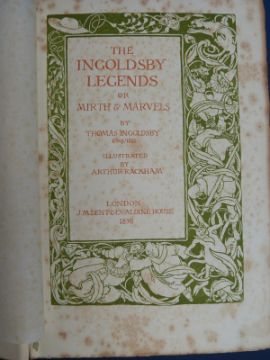 THE
INGOLDSBY
LEGENDS
OR
MIRTH & MARVELS
BY
THOMAS INGOLDSBY
ESQUIRE
ILLUSTRATED
BY
ARTHUR RACKHAM
LONDON
J. M. DENT & CO. ALDINE HOUSE
1898